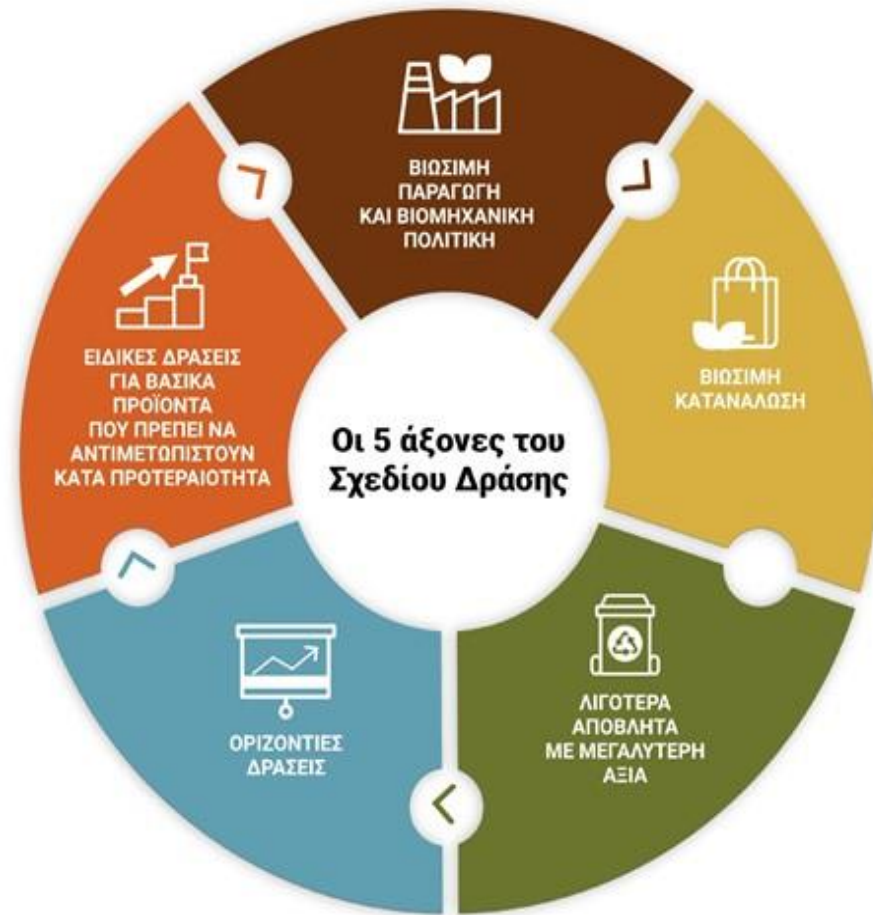 ΒΙΩΣΙΜΗ
ΠΑΡΑΓΩΓΗ
ΚΑΙ ΒΙΟΜΗΧΑΝΙΚΗ
ΠΟΛΙΤΙΚΗ
ΒΙΩΣΙΜΗ
ΚΑΤΑΝΑΛΩΣΗ
ΛΙΓΟΤΕΡΑ
ΑΠΟΒΛΗΤΑ
ΜΕ ΜΕΓΑΛΥΤΕΡΗ
ΑΞΙΑ
ΟΡΙΖΟΝΤΙΕΣ
ΔΡΑΣΕΙΣ
ΕΙΔΙΚΕΣ ΔΡΑΣΕΙΣ
ΓΙΑ ΒΑΣΙΚΑ
ΠΡΟΪΟΝΤΑ
ΠΟΥ ΠΡΕΠΕΙ ΝΑ
ΑΝΤΙΜΕΤΩΠΙΣΤΟΥΝ
ΚΑΤΑ ΠΡΟΤΕΡΑΙΟΤΗΤΑ
Οι 5 άξονες του
Σχεδίου Δράσης